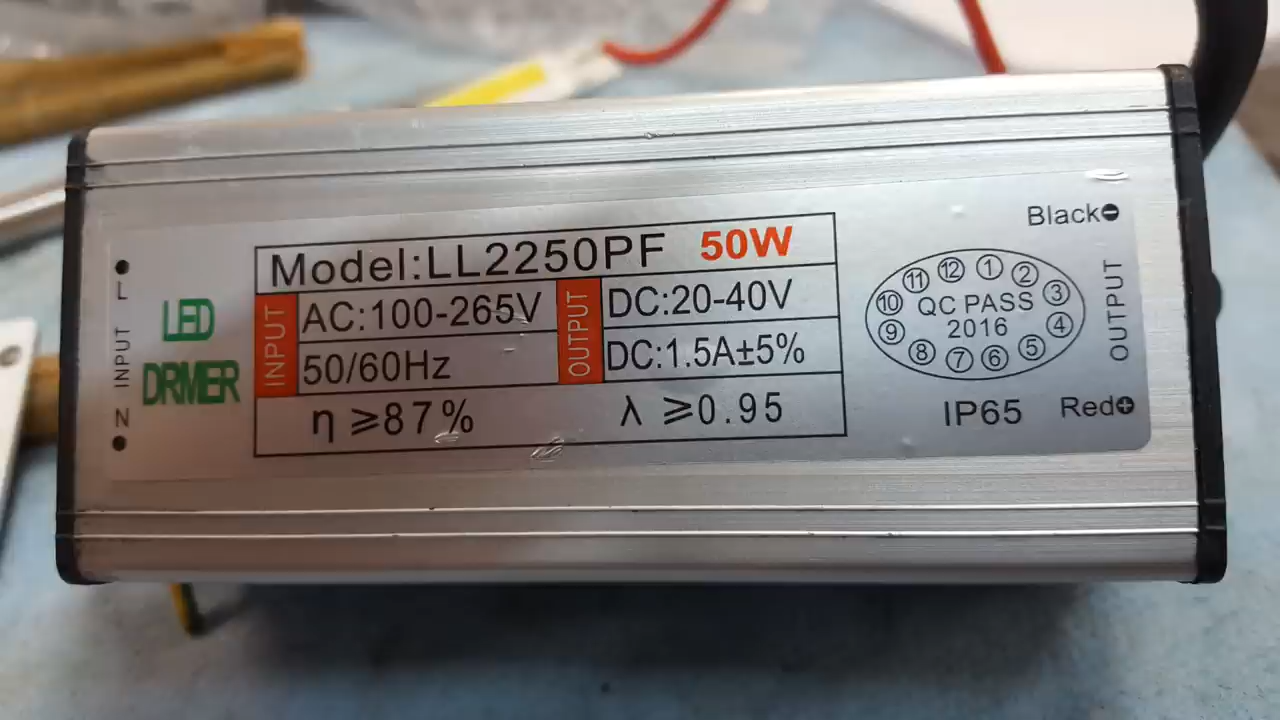 L
INPUT
N
LED
DRIVER
Model:LL2250PF 50W
INPUT
AC:100-265V
50/60Hz
OUTPUT
DC:20-40V
DC:1.5A±5%
η ≥87%
λ ≥0.95
① ② ③ ④ ⑤ ⑥ ⑦ ⑧ ⑨ ⑩ ⑪ ⑫
QC PASS
2016
IP65
Black⊖
OUTPUT
Red⊕